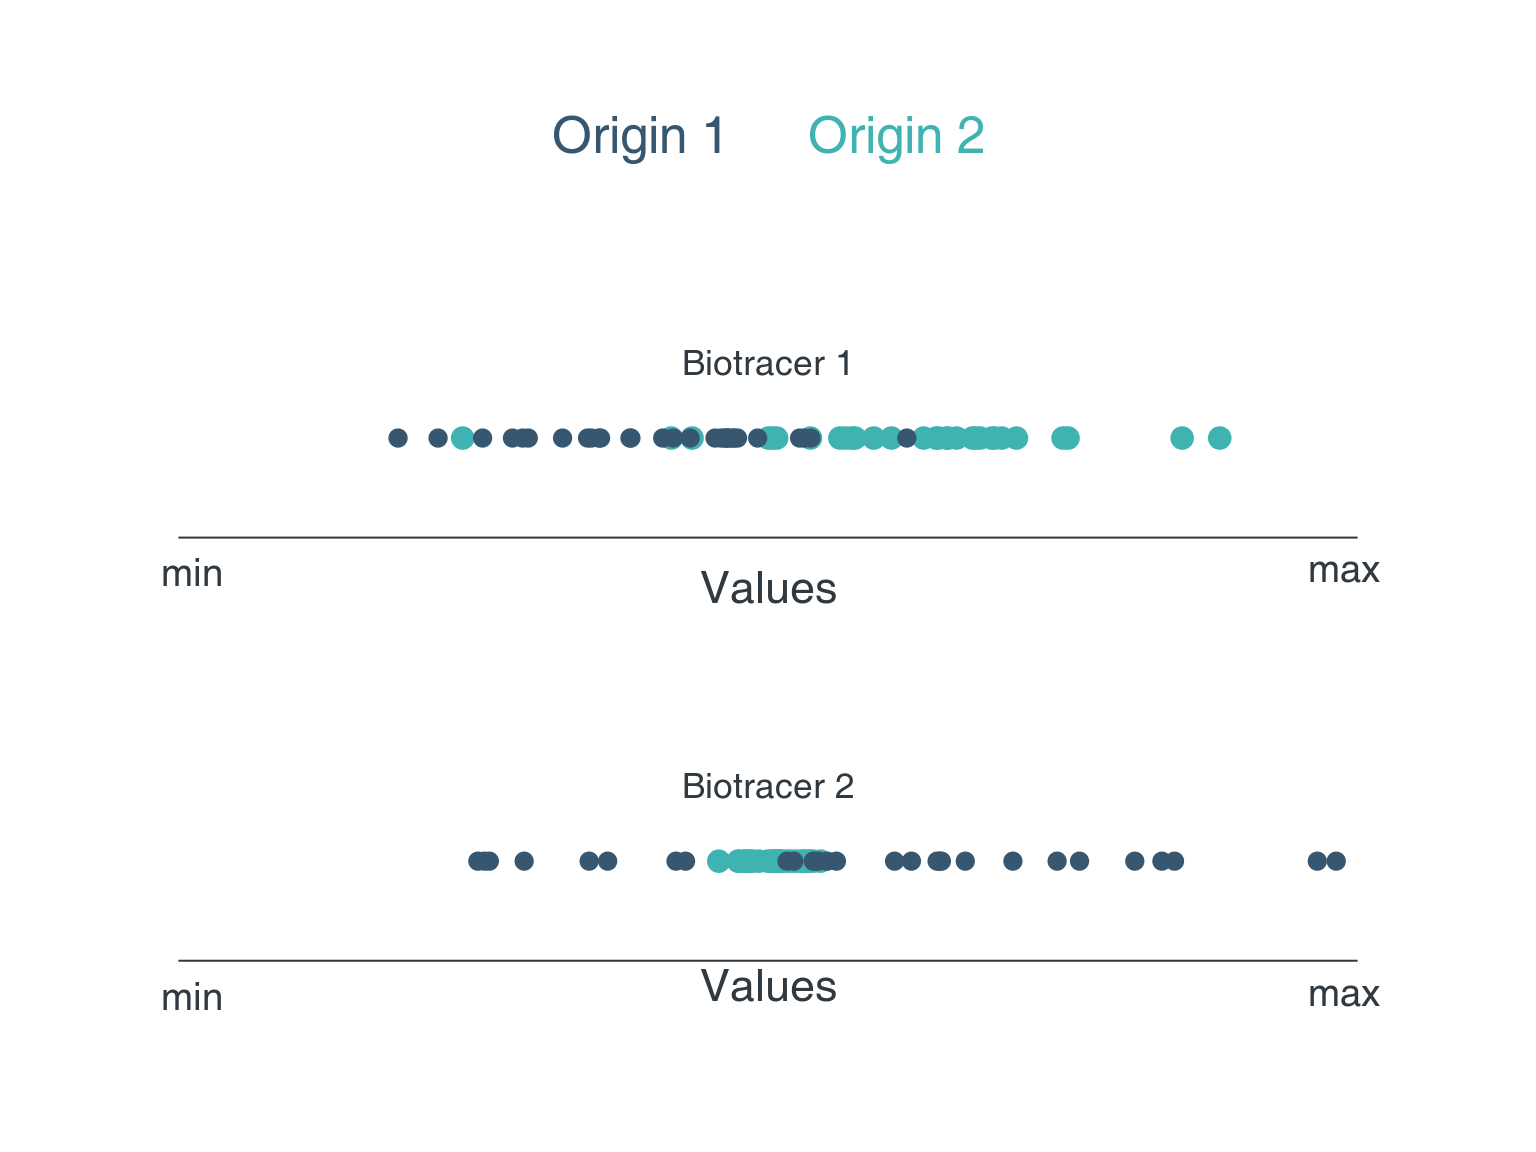 Origin 1 Origin 2
Biotracer 1
min Values max
Biotracer 2
min Values max